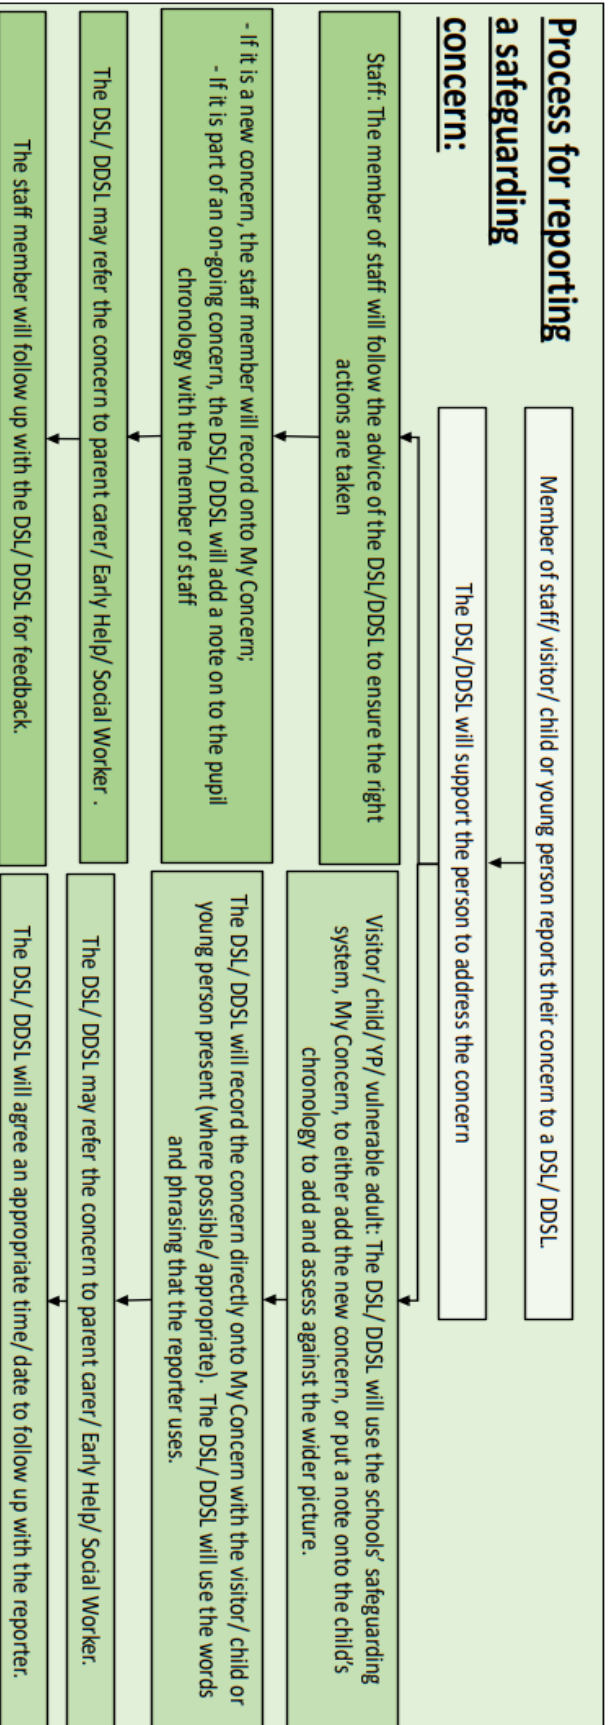 Process for reporting
a safeguarding
concern:
Member of staff/ visitor/ child or young person reports their concern to a DSL/ DDSL.
The DSL/DDSL will support the person to address the concern
Staff: The member of staff will follow the advice of the DSL/DDSL to ensure the right
actions are taken
- If it is a new concern, the staff member will record onto My Concern;
- If it is part of an on-going concern, the DSL/ DDSL will add a note on to the pupil
chronology with the member of staff
The DSL/ DDSL may refer the concern to parent carer/ Early Help/ Social Worker .
The staff member will follow up with the DSL/ DDSL for feedback.
Visitor/ child/ YP/ vulnerable adult: The DSL/ DDSL will use the schools’ safeguarding
system, My Concern, to either add the new concern, or put a note onto the child’s
chronology to add and assess against the wider picture.
The DSL/ DDSL will record the concern directly onto My Concern with the visitor/ child or
young person present (where possible/ appropriate). The DSL/ DDSL will use the words
and phrasing that the reporter uses.
The DSL/ DDSL may refer the concern to parent carer/ Early Help/ Social Worker.
The DSL/ DDSL will agree an appropriate time/ date to follow up with the reporter.